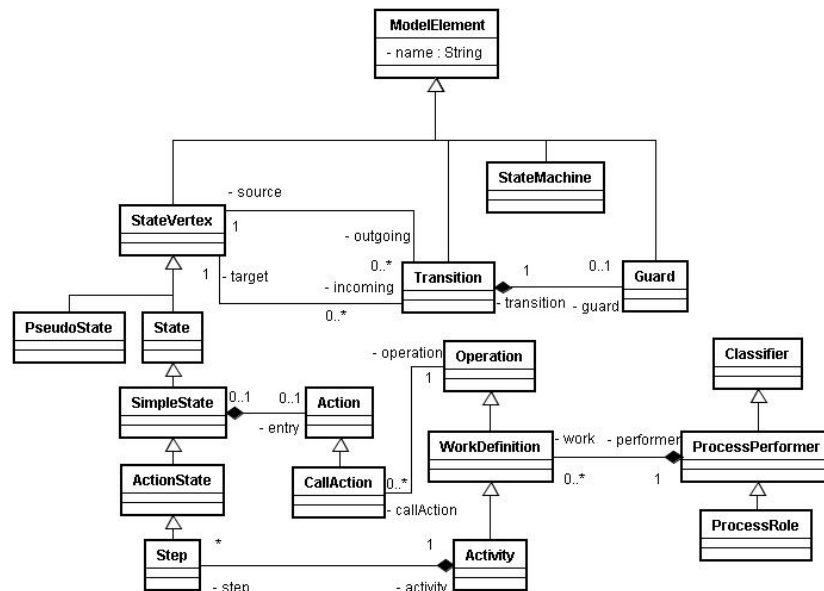 ModelElement
- name : String
StateMachine
- source
StateVertex
1
- outgoing
0..*
1
- target
- incoming
0..*
Transition
1
0..1
Guard
- transition
- guard
PseudoState
State
- operation
1
Operation
Classifier
SimpleState
0..1
0..1
- entry
Action
WorkDefinition
- work
- performer
0..*
1
ProcessPerformer
ActionState
CallAction
0..*
- callAction
ProcessRole
Step
*
- step
1
- activity
Activity